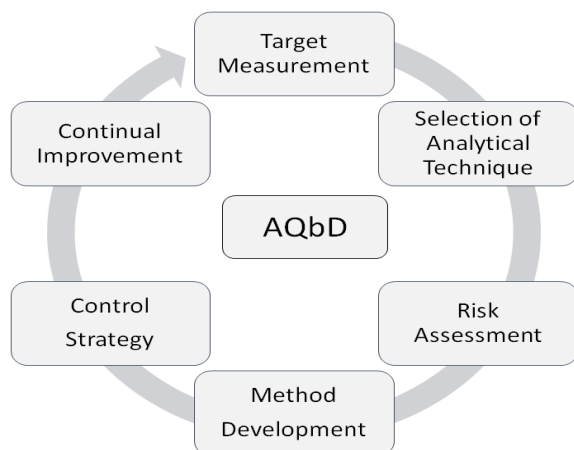 Target
Measurement
Selection of
Analytical
Technique
Risk
Assessment
Method
Development
Control
Strategy
Continual
Improvement
AQbD